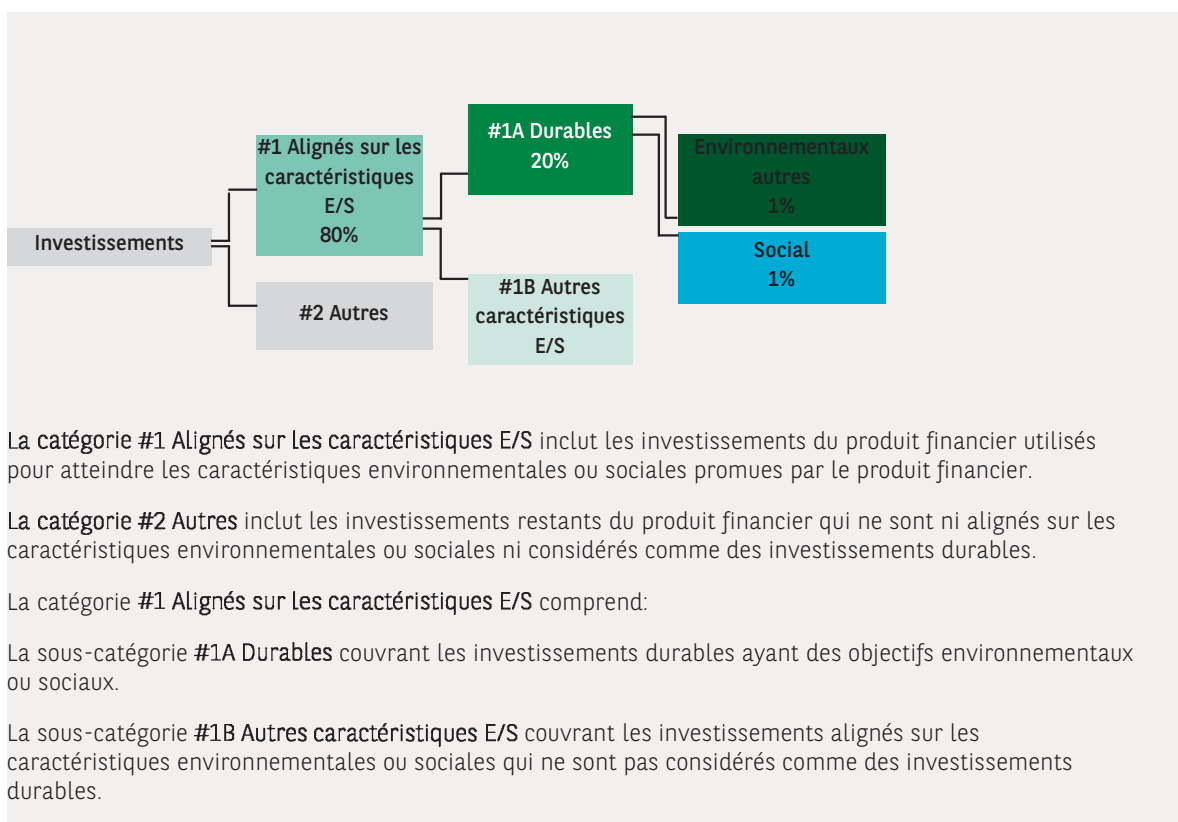 #1A Durables
20%
#1 Alignés sur les
caractéristiques
E/S
80%
Environnementaux
autres
1%
Investissements
Social
1%
#2 Autres
#1B Autres
caractéristiques
E/S
La catégorie #1 Alignés sur les caractéristiques E/S inclut les investissements du produit financier utilisés
pour atteindre les caractéristiques environnementales ou sociales promues par le produit financier.
La catégorie #2 Autres inclut les investissements restants du produit financier qui ne sont ni alignés sur les
caractéristiques environnementales ou sociales ni considérés comme des investissements durables.
La catégorie #1 Alignés sur les caractéristiques E/S comprend:
La sous-catégorie #1A Durables couvrant les investissements durables ayant des objectifs environnementaux
ou sociaux.
La sous-catégorie #1B Autres caractéristiques E/S couvrant les investissements alignés sur les
caractéristiques environnementales ou sociales qui ne sont pas considérés comme des investissements
durables.